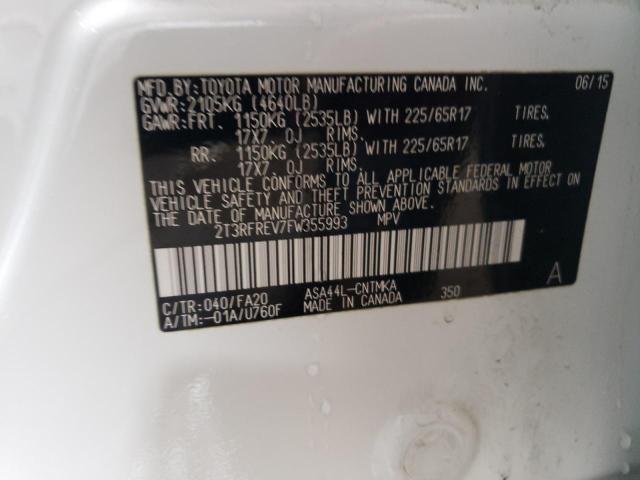 MFD.BY:TOYOTA MOTOR MANUFACTURING CANADA INC. 06/15
GVWR:2105KG (4640LB)
GAWR:FRT. 1150KG (2535LB) WITH 225/65R17 TIRES.
17X7 0J RIMS.
RR. 1150KG (2535LB) WITH 225/65R17 TIRES.
17X7 0J RIMS.
THIS VEHICLE CONFORMS TO ALL APPLICABLE FEDERAL MOTOR
VEHICLE SAFETY AND THEFT PREVENTION STANDARDS IN EFFECT ON
THE DATE OF MANUFACTURE SHOWN ABOVE.
2T3RFREV7FW355993 MPV
C/TR:040/FA20 ASA44L-CNTMKA 350 A
A/TM:-01A/U760F MADE IN CANADA